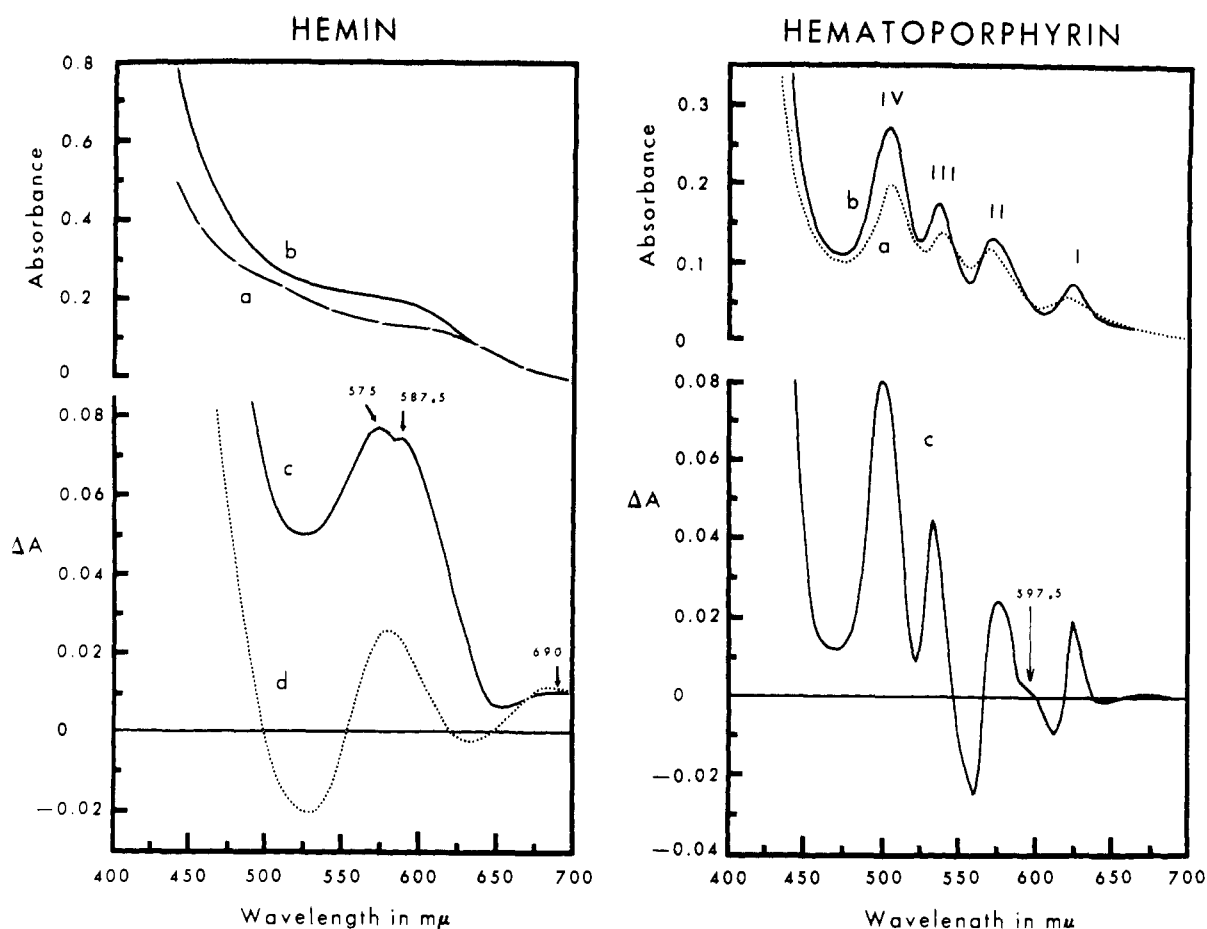 HEMIN
Absorbance
0.8
0.6
0.4
0.2
0
b
a
ΔA
0.08
0.06
0.04
0.02
0
−0.02
575
587.5
690
c
d
400 450 500 550 600 650 700
Wavelength in mμ
HEMATOPORPHYRIN
Absorbance
0.3
0.2
0.1
0
IV
III
II
I
b
a
ΔA
0.08
0.06
0.04
0.02
0
−0.02
−0.04
c
597.5
450 500 550 600 650 700
Wavelenath in mμ